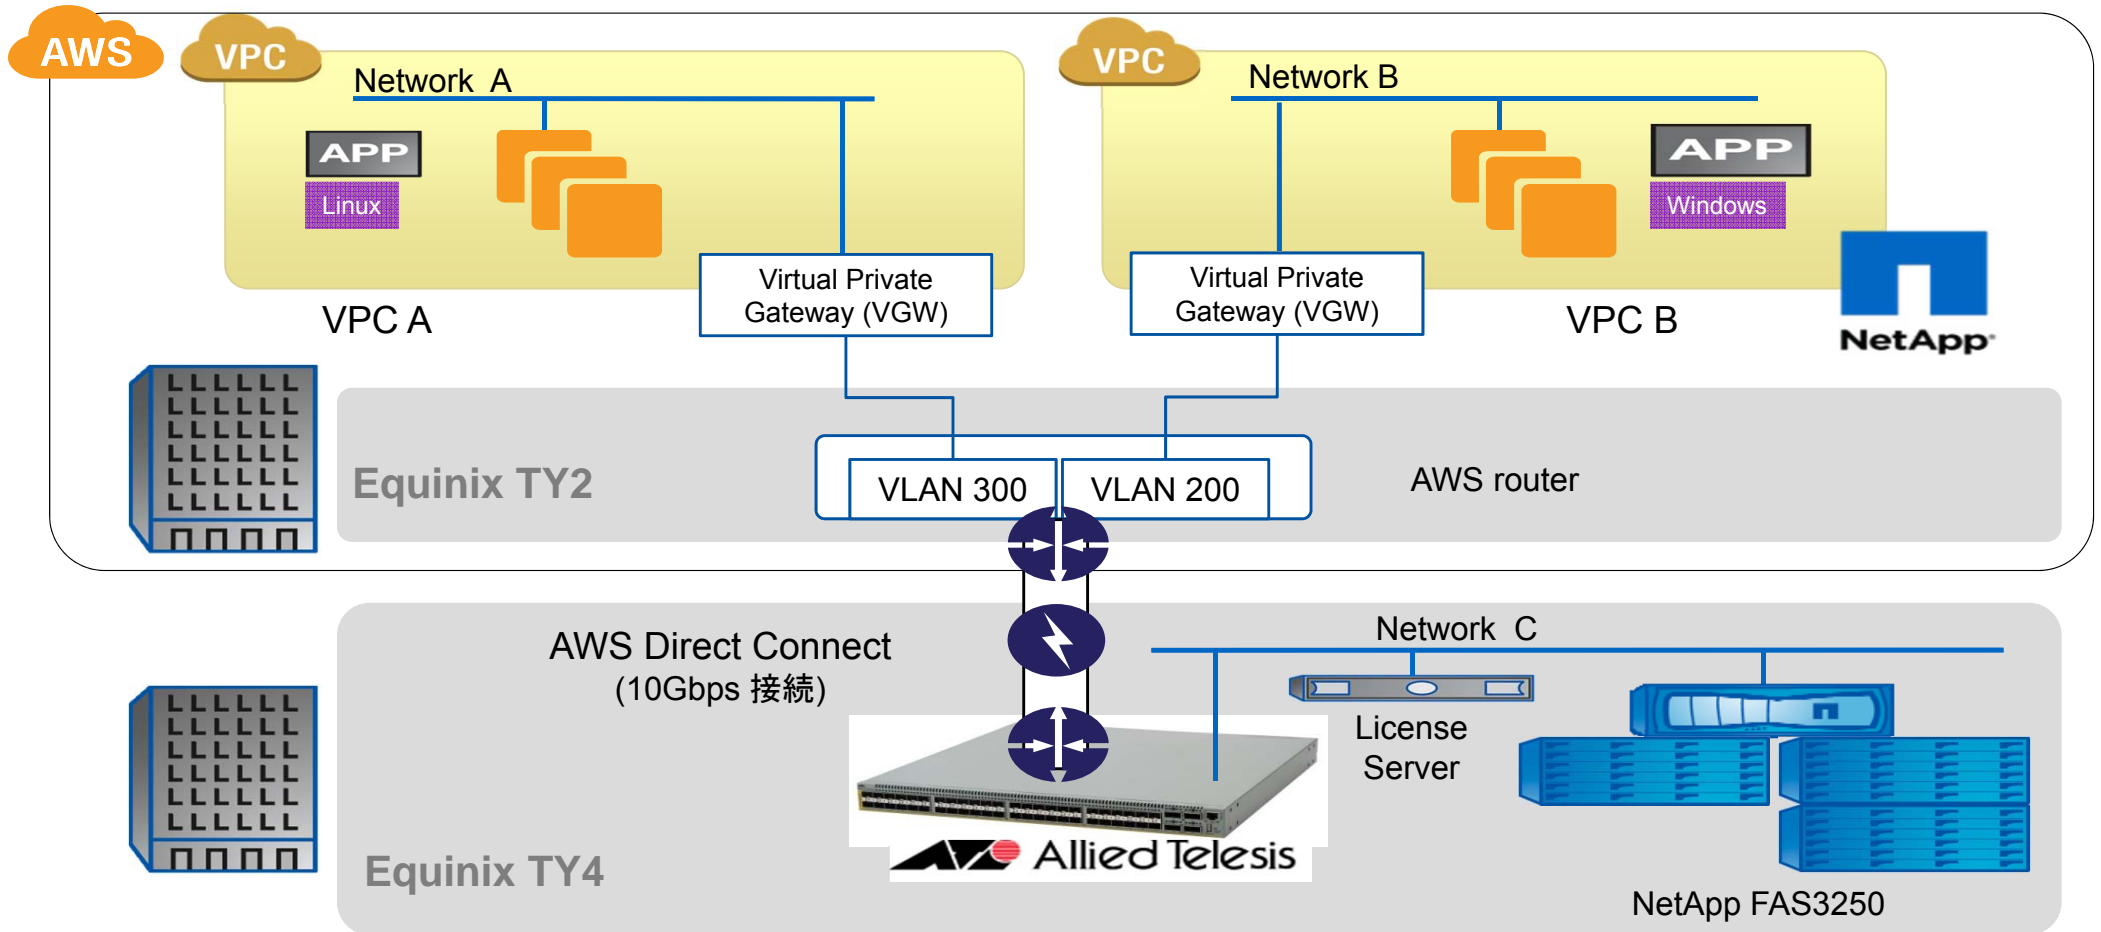 AWS
VPC
Network A
APP
Linux
Virtual Private
Gateway (VGW)
VPC A
VPC
Network B
APP
Windows
Virtual Private
Gateway (VGW)
VPC B
NetApp
Equinix TY2
VLAN 300
VLAN 200
AWS router
AWS Direct Connect
(10Gbps 接続)
Network C
License
Server
Allied Telesis
Equinix TY4
NetApp FAS3250